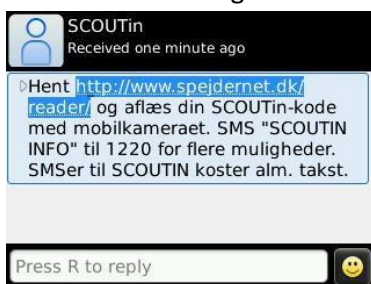 SCOUTin
Received one minute ago
Hent http://www.spejdernet.dk/
reader/ og aflæs din SCOUTin-kode
med mobilkameraet. SMS "SCOUTIN
INFO" til 1220 for flere muligheder.
SMSer til SCOUTIN koster alm. takst.
Press R to reply